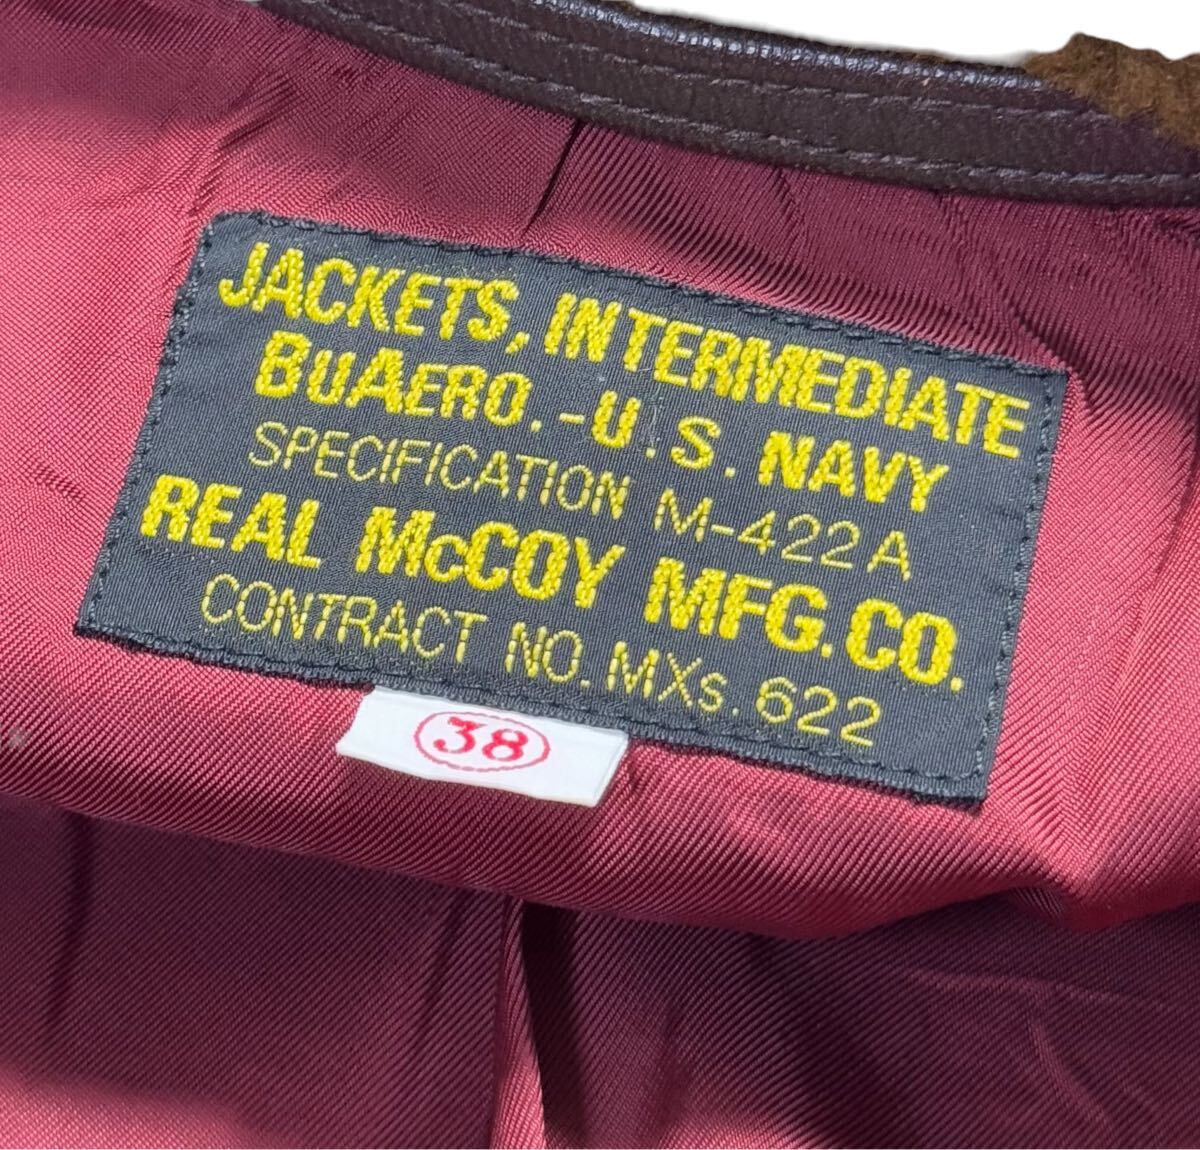 JACKETS, INTERMEDIATE
BUAERO.-U.S. NAVY
SPECIFICATION M-422A
REAL McCOY MFG.CO.
CONTRACT NO. MXs. 622
38